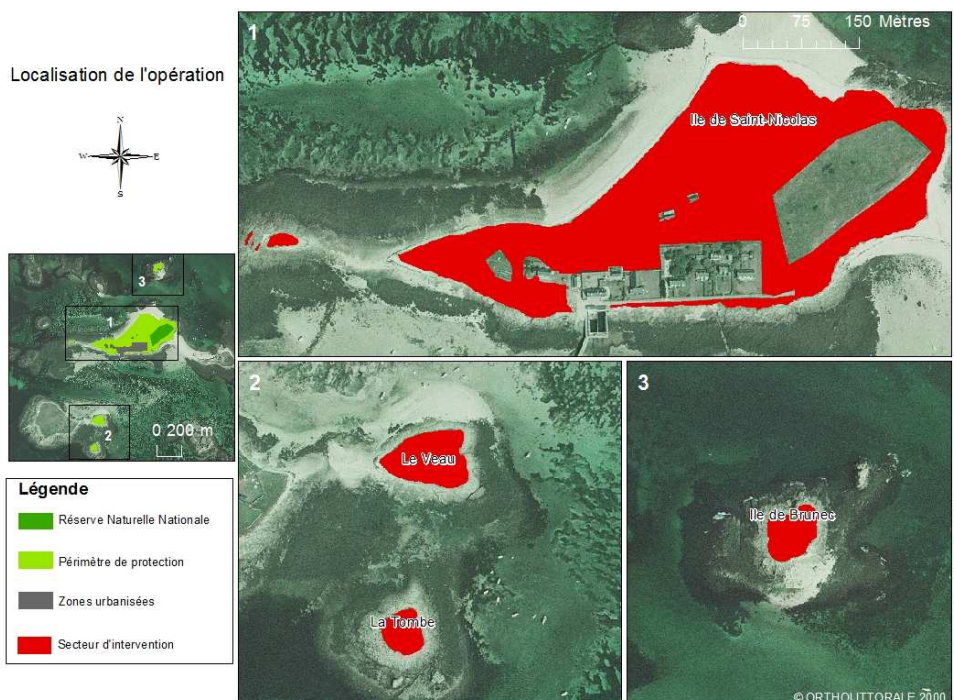 Localisation de l'opération
N
W
E
S
3
1
2
0 200 m
Légende
Réserve Naturelle Nationale
Périmètre de protection
Zones urbanisées
Secteur d'intervention
1
0 75 150 Mètres
Ile de Saint-Nicolas
2
Le Veau
La Tombe
3
Ile de Brunec
© ORTHOLITTORALE 2000